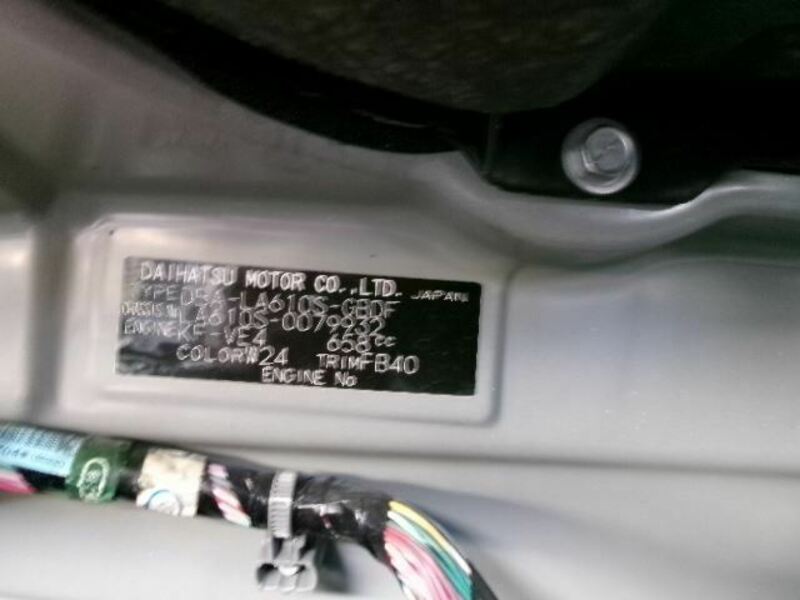 DAIHATSU MOTOR CO.,LTD. JAPAN
TYPE DBA-LA610S-GBDF
CHASSIS No LA610S-0079932
ENGINE KF-VE4 658cc
COLOR W24 TRIM FB40
ENGINE No